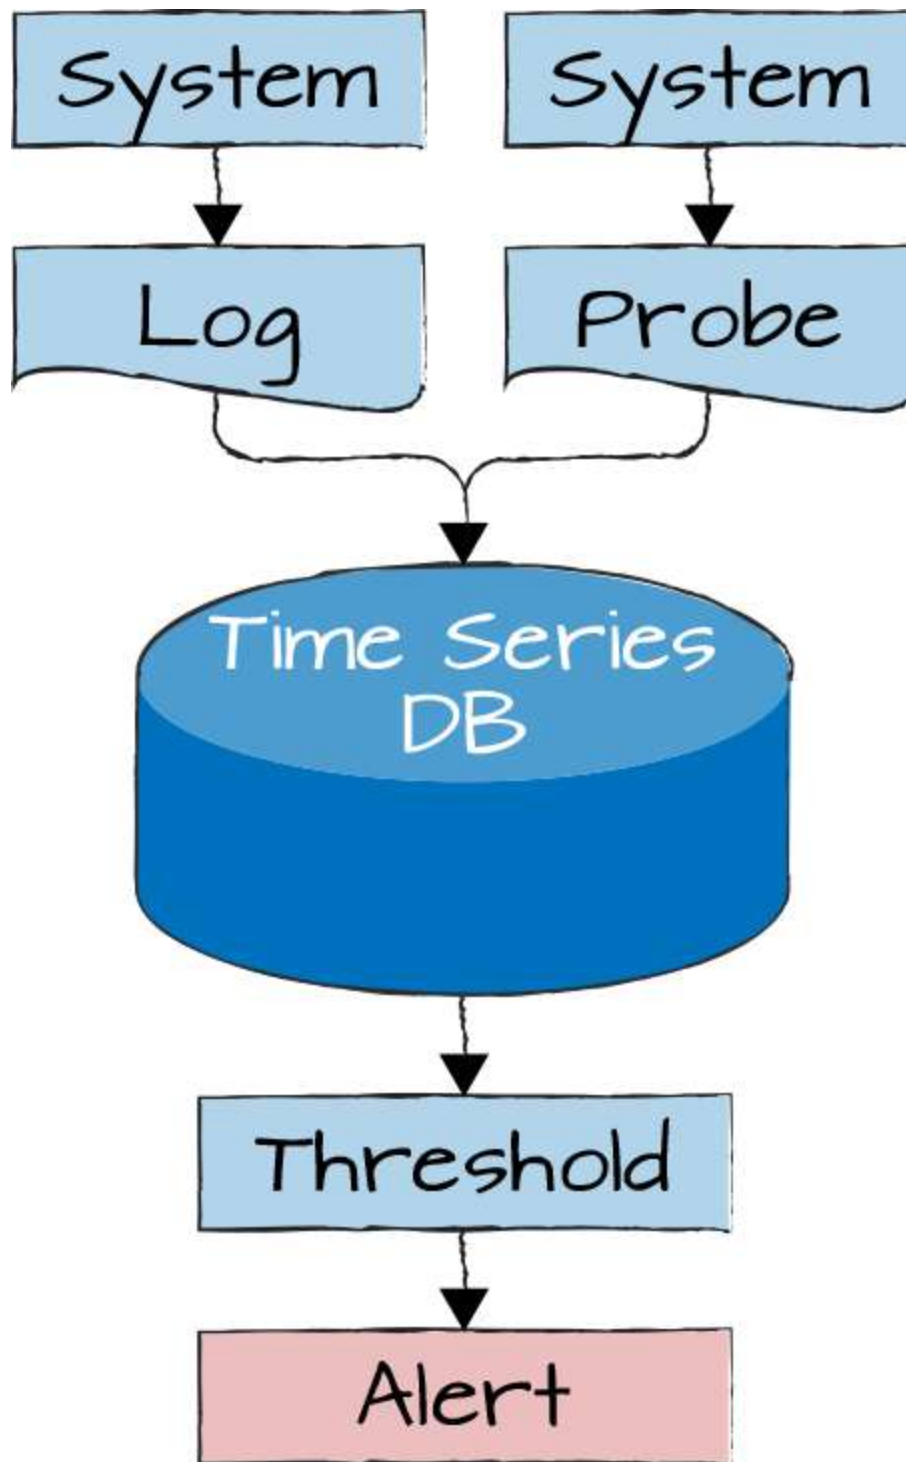 System
System
Log
Probe
Time Series
DB
Threshold
Alert